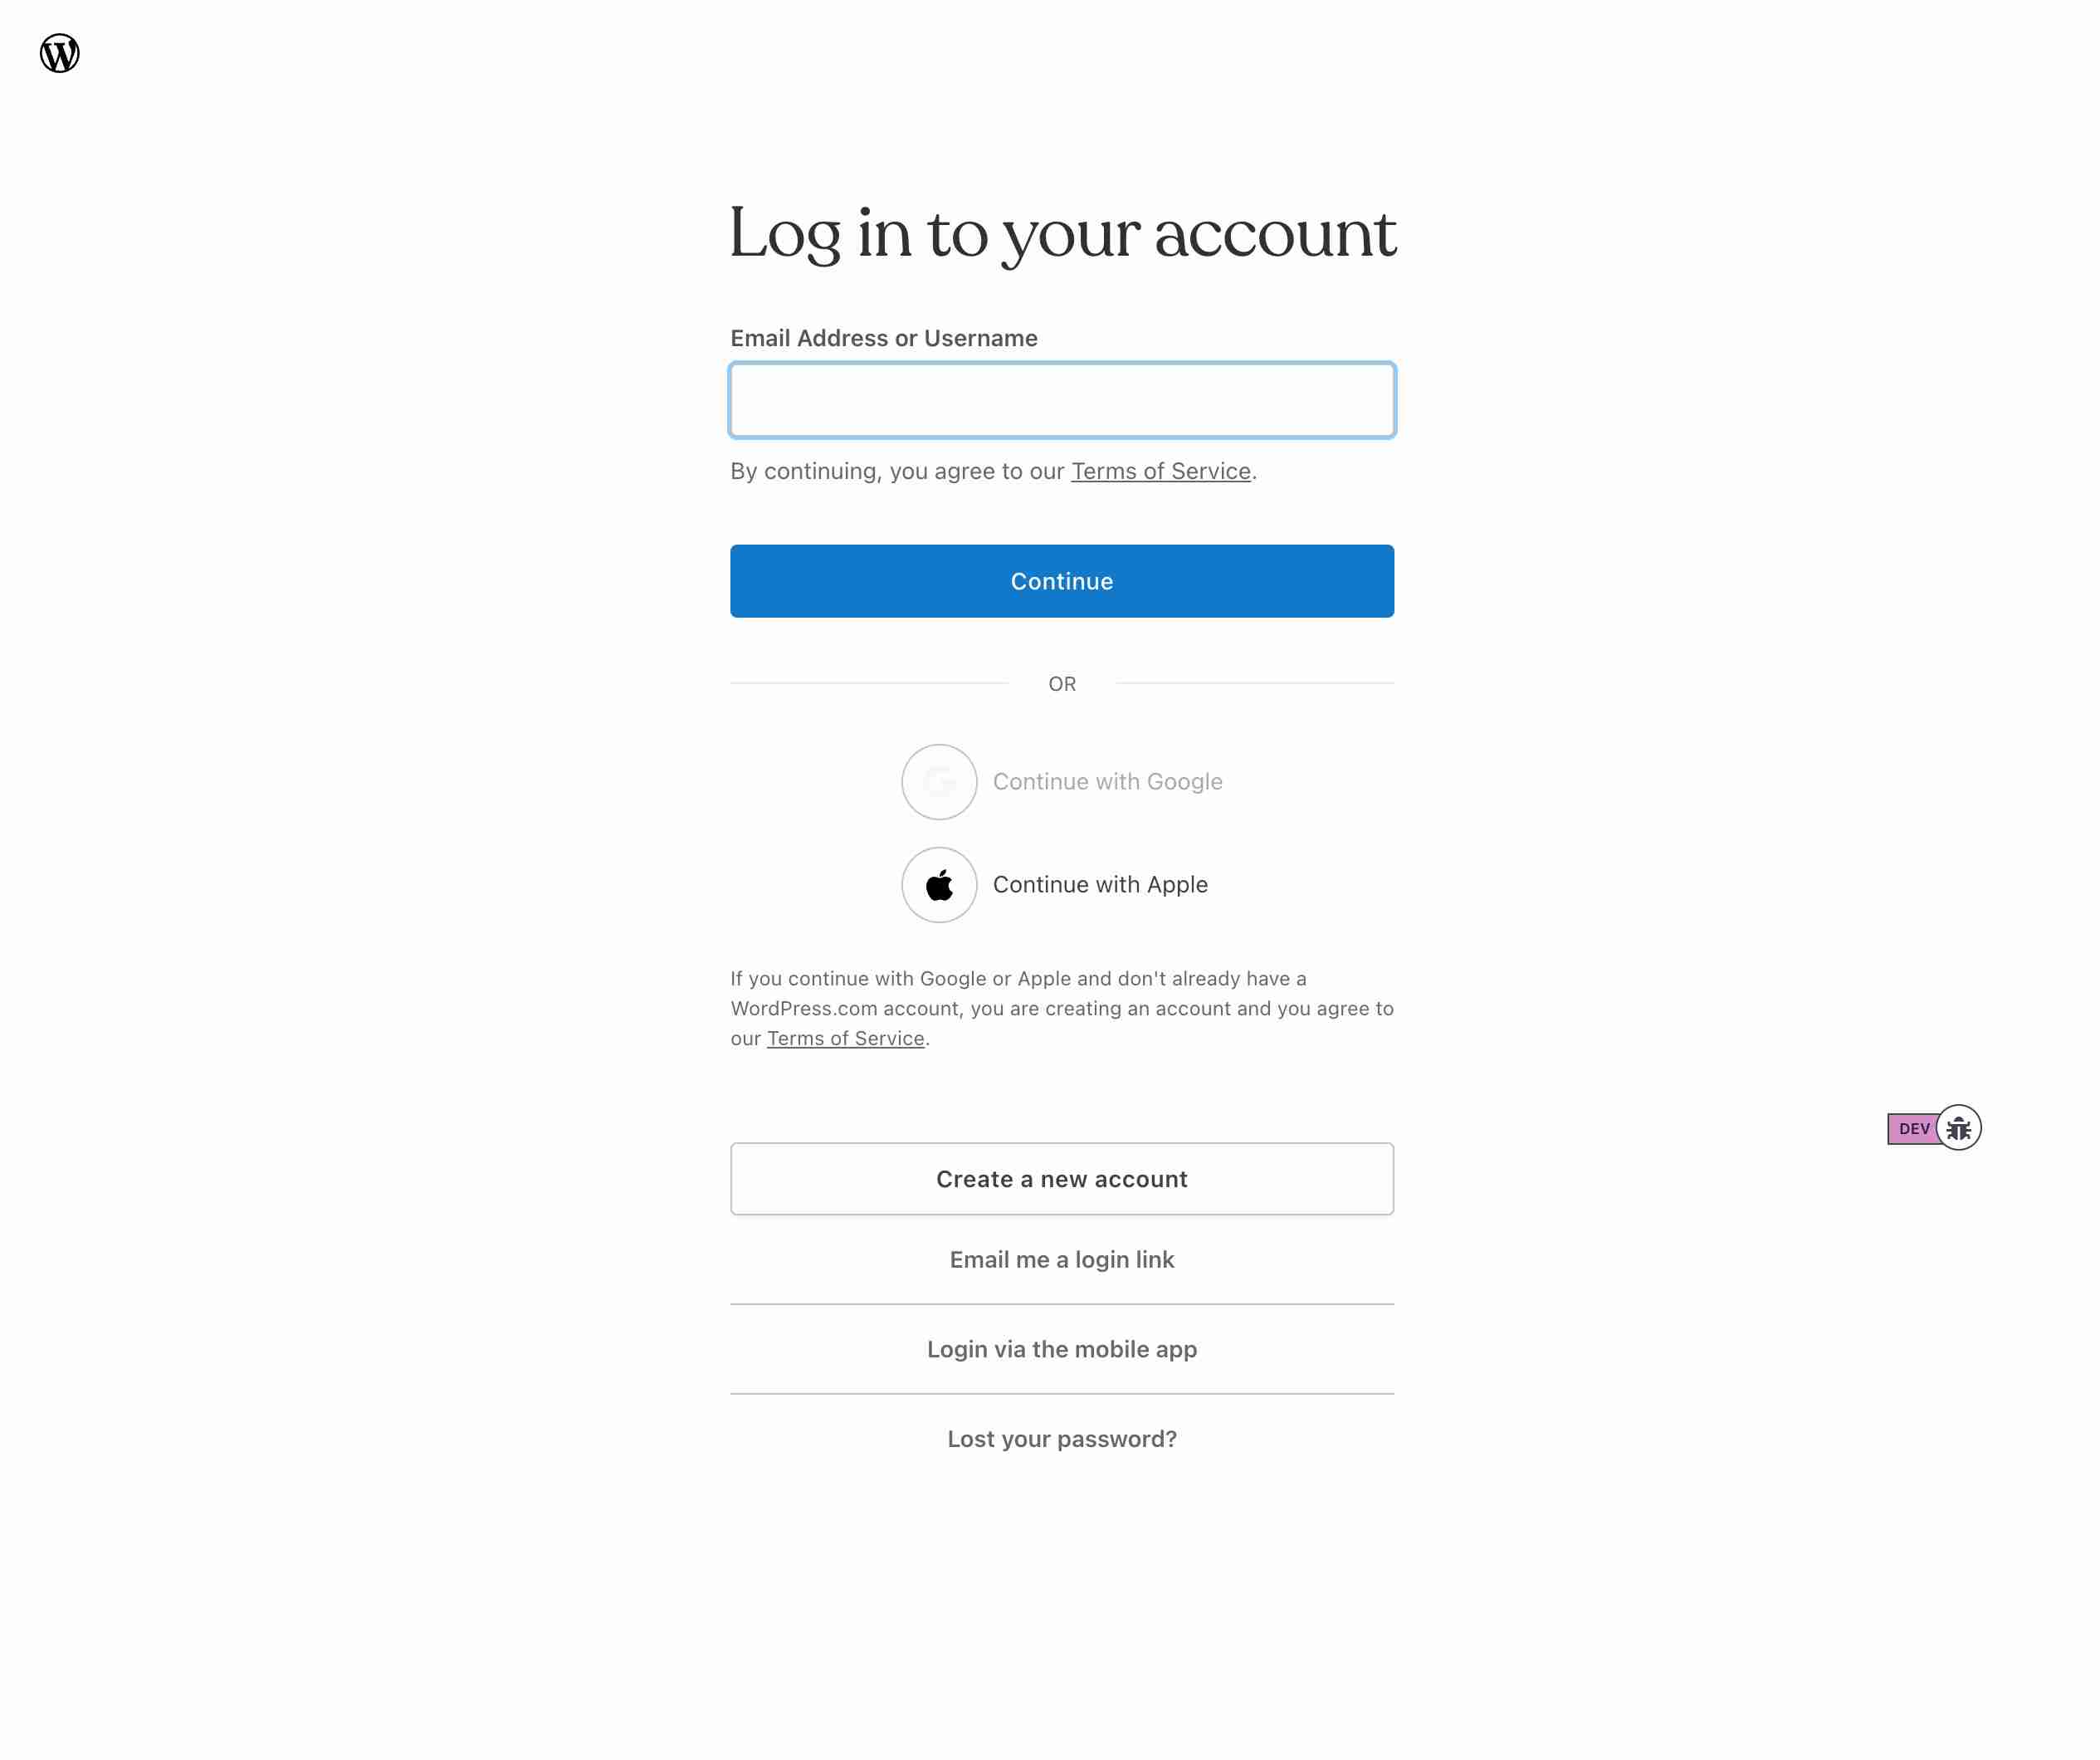 Log in to your account
Email Address or Username
By continuing, you agree to our Terms of Service.
Continue
OR
Continue with Google
Continue with Apple
If you continue with Google or Apple and don't already have a
WordPress.com account, you are creating an account and you agree to
our Terms of Service.
DEV
Create a new account
Email me a login link
Login via the mobile app
Lost your password?